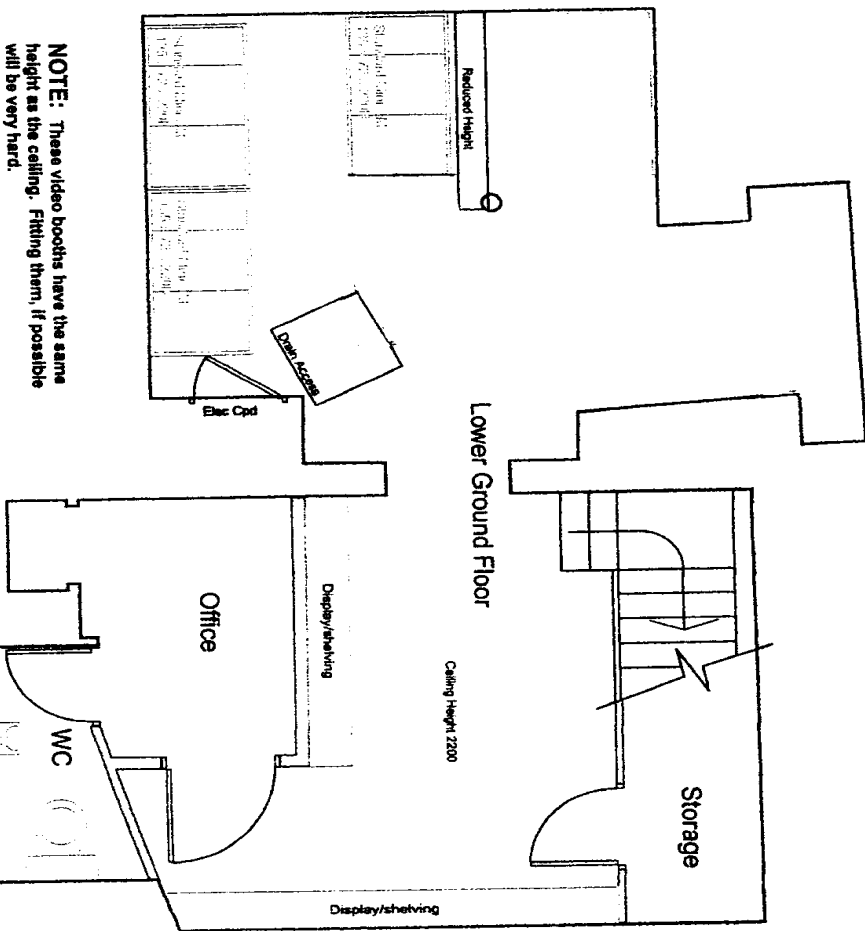 NOTE: These video booths have the same
height as the ceiling. Fitting them, if possible
will be very hard.
Reduced Height
Drain Access
Elec Cpd
Lower Ground Floor
Ceiling Height 2200
Display/shelving
Office
WC
Storage
Display/shelving